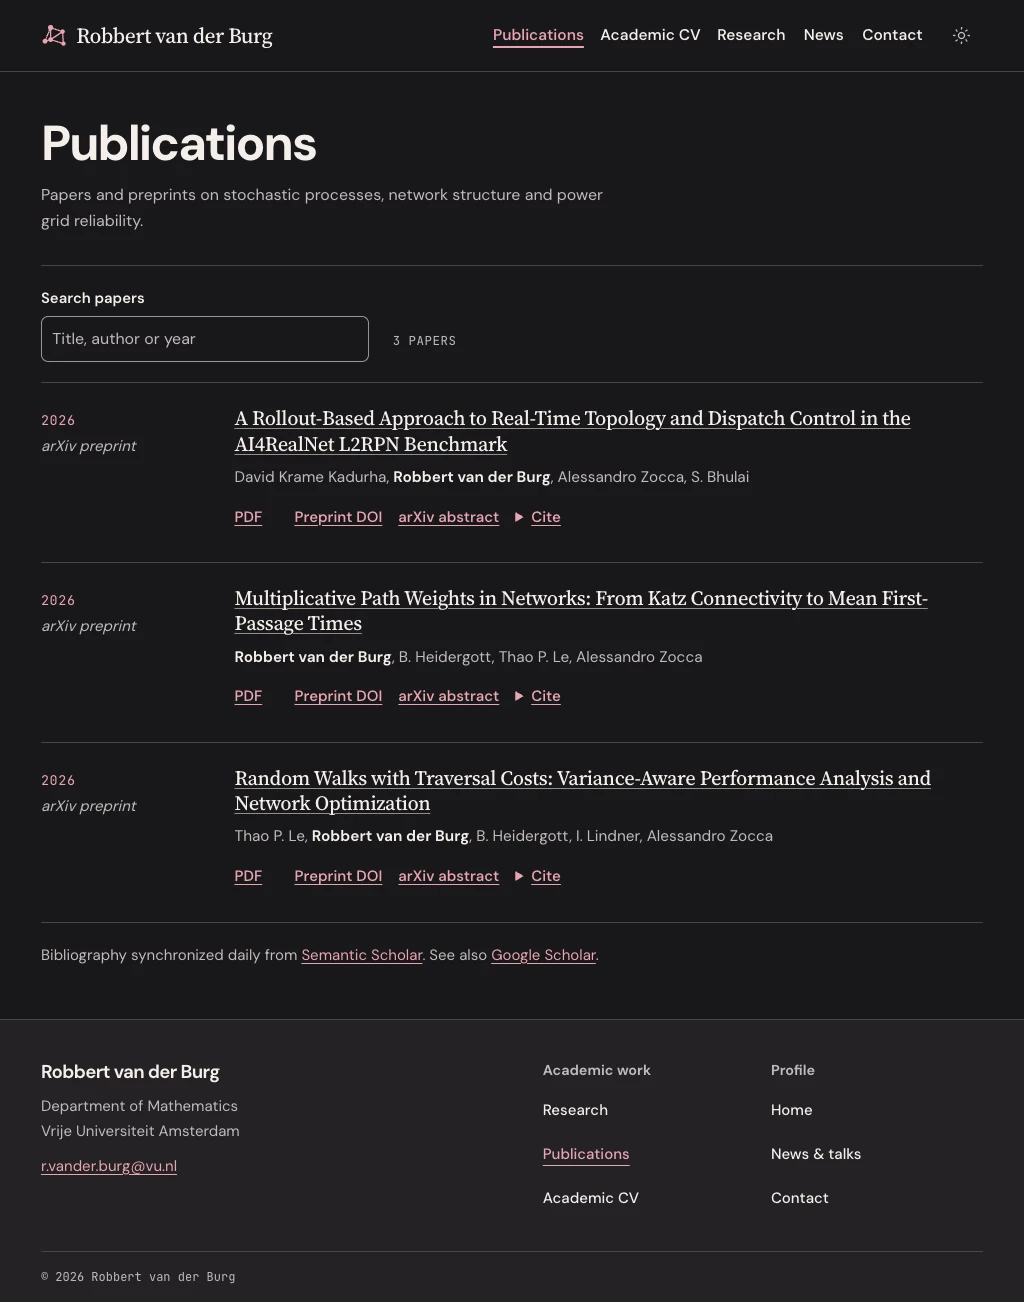 Robbert van der Burg
Publications Academic CV Research News Contact
Publications
Papers and preprints on stochastic processes, network structure and power
grid reliability.
Search papers
Title, author or year
3 PAPERS
2026
arXiv preprint
A Rollout-Based Approach to Real-Time Topology and Dispatch Control in the
AI4RealNet L2RPN Benchmark
David Krame Kadurha, Robbert van der Burg, Alessandro Zocca, S. Bhulai
PDF Preprint DOI arXiv abstract ▶ Cite
2026
arXiv preprint
Multiplicative Path Weights in Networks: From Katz Connectivity to Mean First-
Passage Times
Robbert van der Burg, B. Heidergott, Thao P. Le, Alessandro Zocca
PDF Preprint DOI arXiv abstract ▶ Cite
2026
arXiv preprint
Random Walks with Traversal Costs: Variance-Aware Performance Analysis and
Network Optimization
Thao P. Le, Robbert van der Burg, B. Heidergott, I. Lindner, Alessandro Zocca
PDF Preprint DOI arXiv abstract ▶ Cite
Bibliography synchronized daily from Semantic Scholar. See also Google Scholar.
Robbert van der Burg
Department of Mathematics
Vrije Universiteit Amsterdam
r.vander.burg@vu.nl
Academic work
Research
Publications
Academic CV
Profile
Home
News & talks
Contact
© 2026 Robbert van der Burg